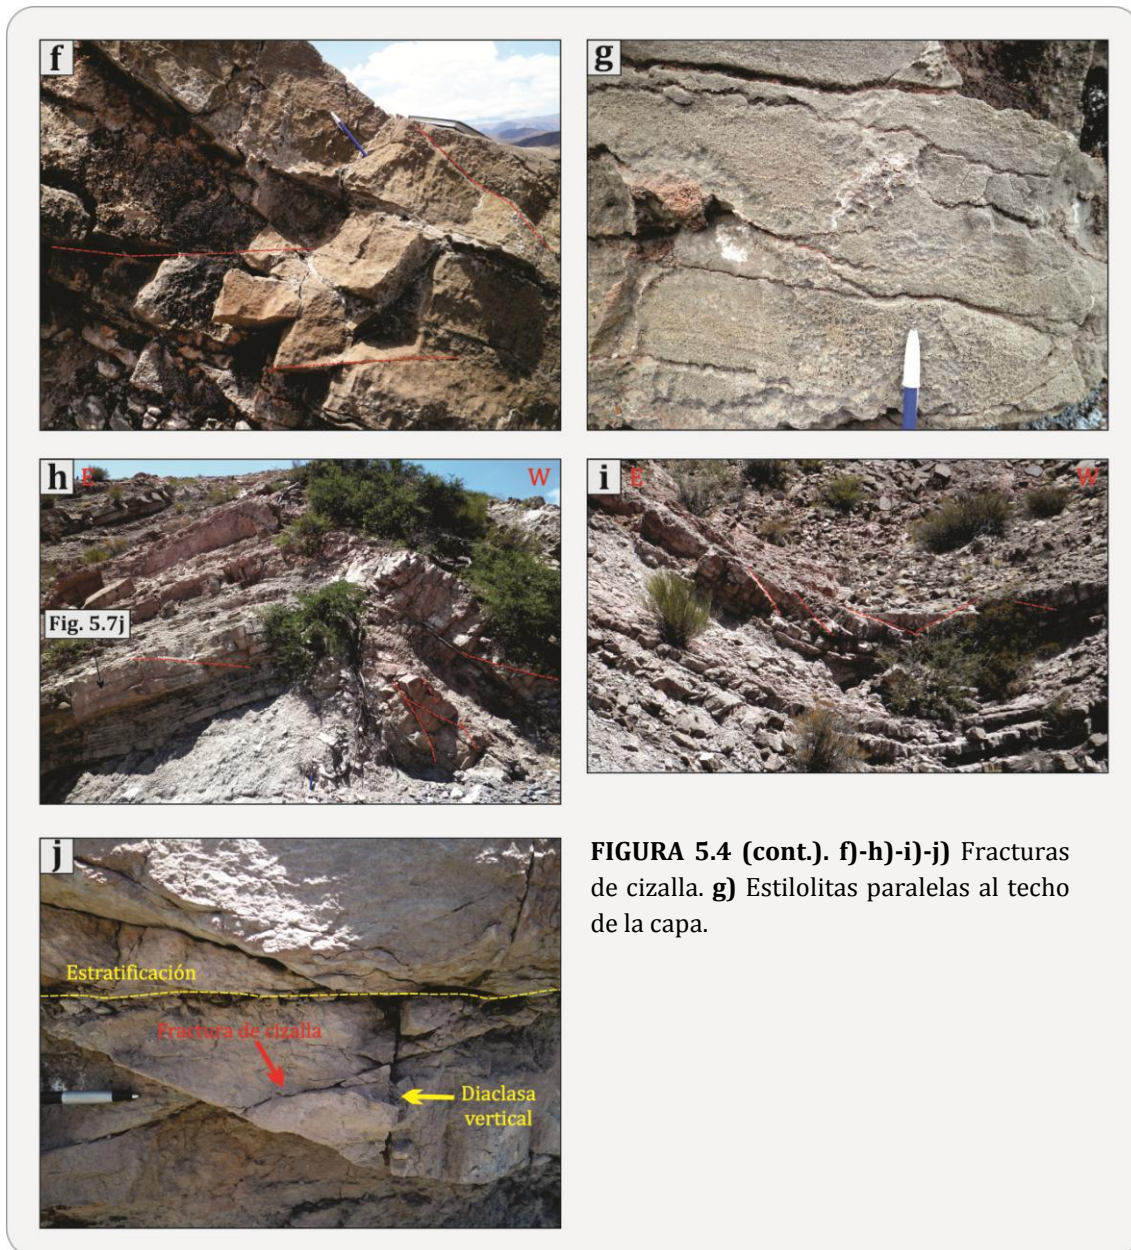 f
g
h E W
Fig. 5.7j
i E W
j
Estratificación
Fractura de cizalla
Diaclasa
vertical
FIGURA 5.4 (cont.). f)-h)-i)-j) Fracturas
de cizalla. g) Estilolitas paralelas al techo
de la capa.